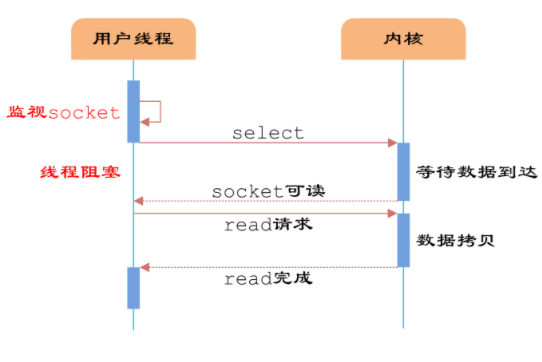 用户线程
内核
监视socket
select
线程阻塞
等待数据到达
socket可读
read请求
数据拷贝
read完成